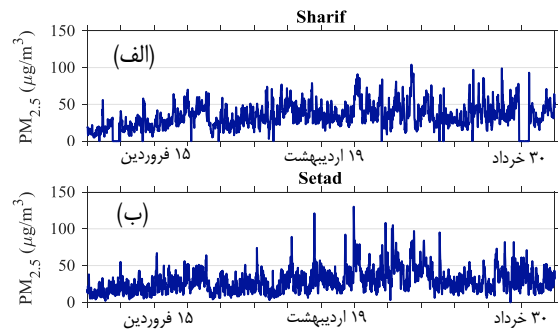 Sharif
PM2.5 (μg/m3)
150
100
50
0
(الف)
۱۵ فروردین
۱۹ اردیبهشت
۳۰ خرداد
Setad
PM2.5 (μg/m3)
150
100
50
0
(ب)
۱۵ فروردین
۱۹ اردیبهشت
۳۰ خرداد